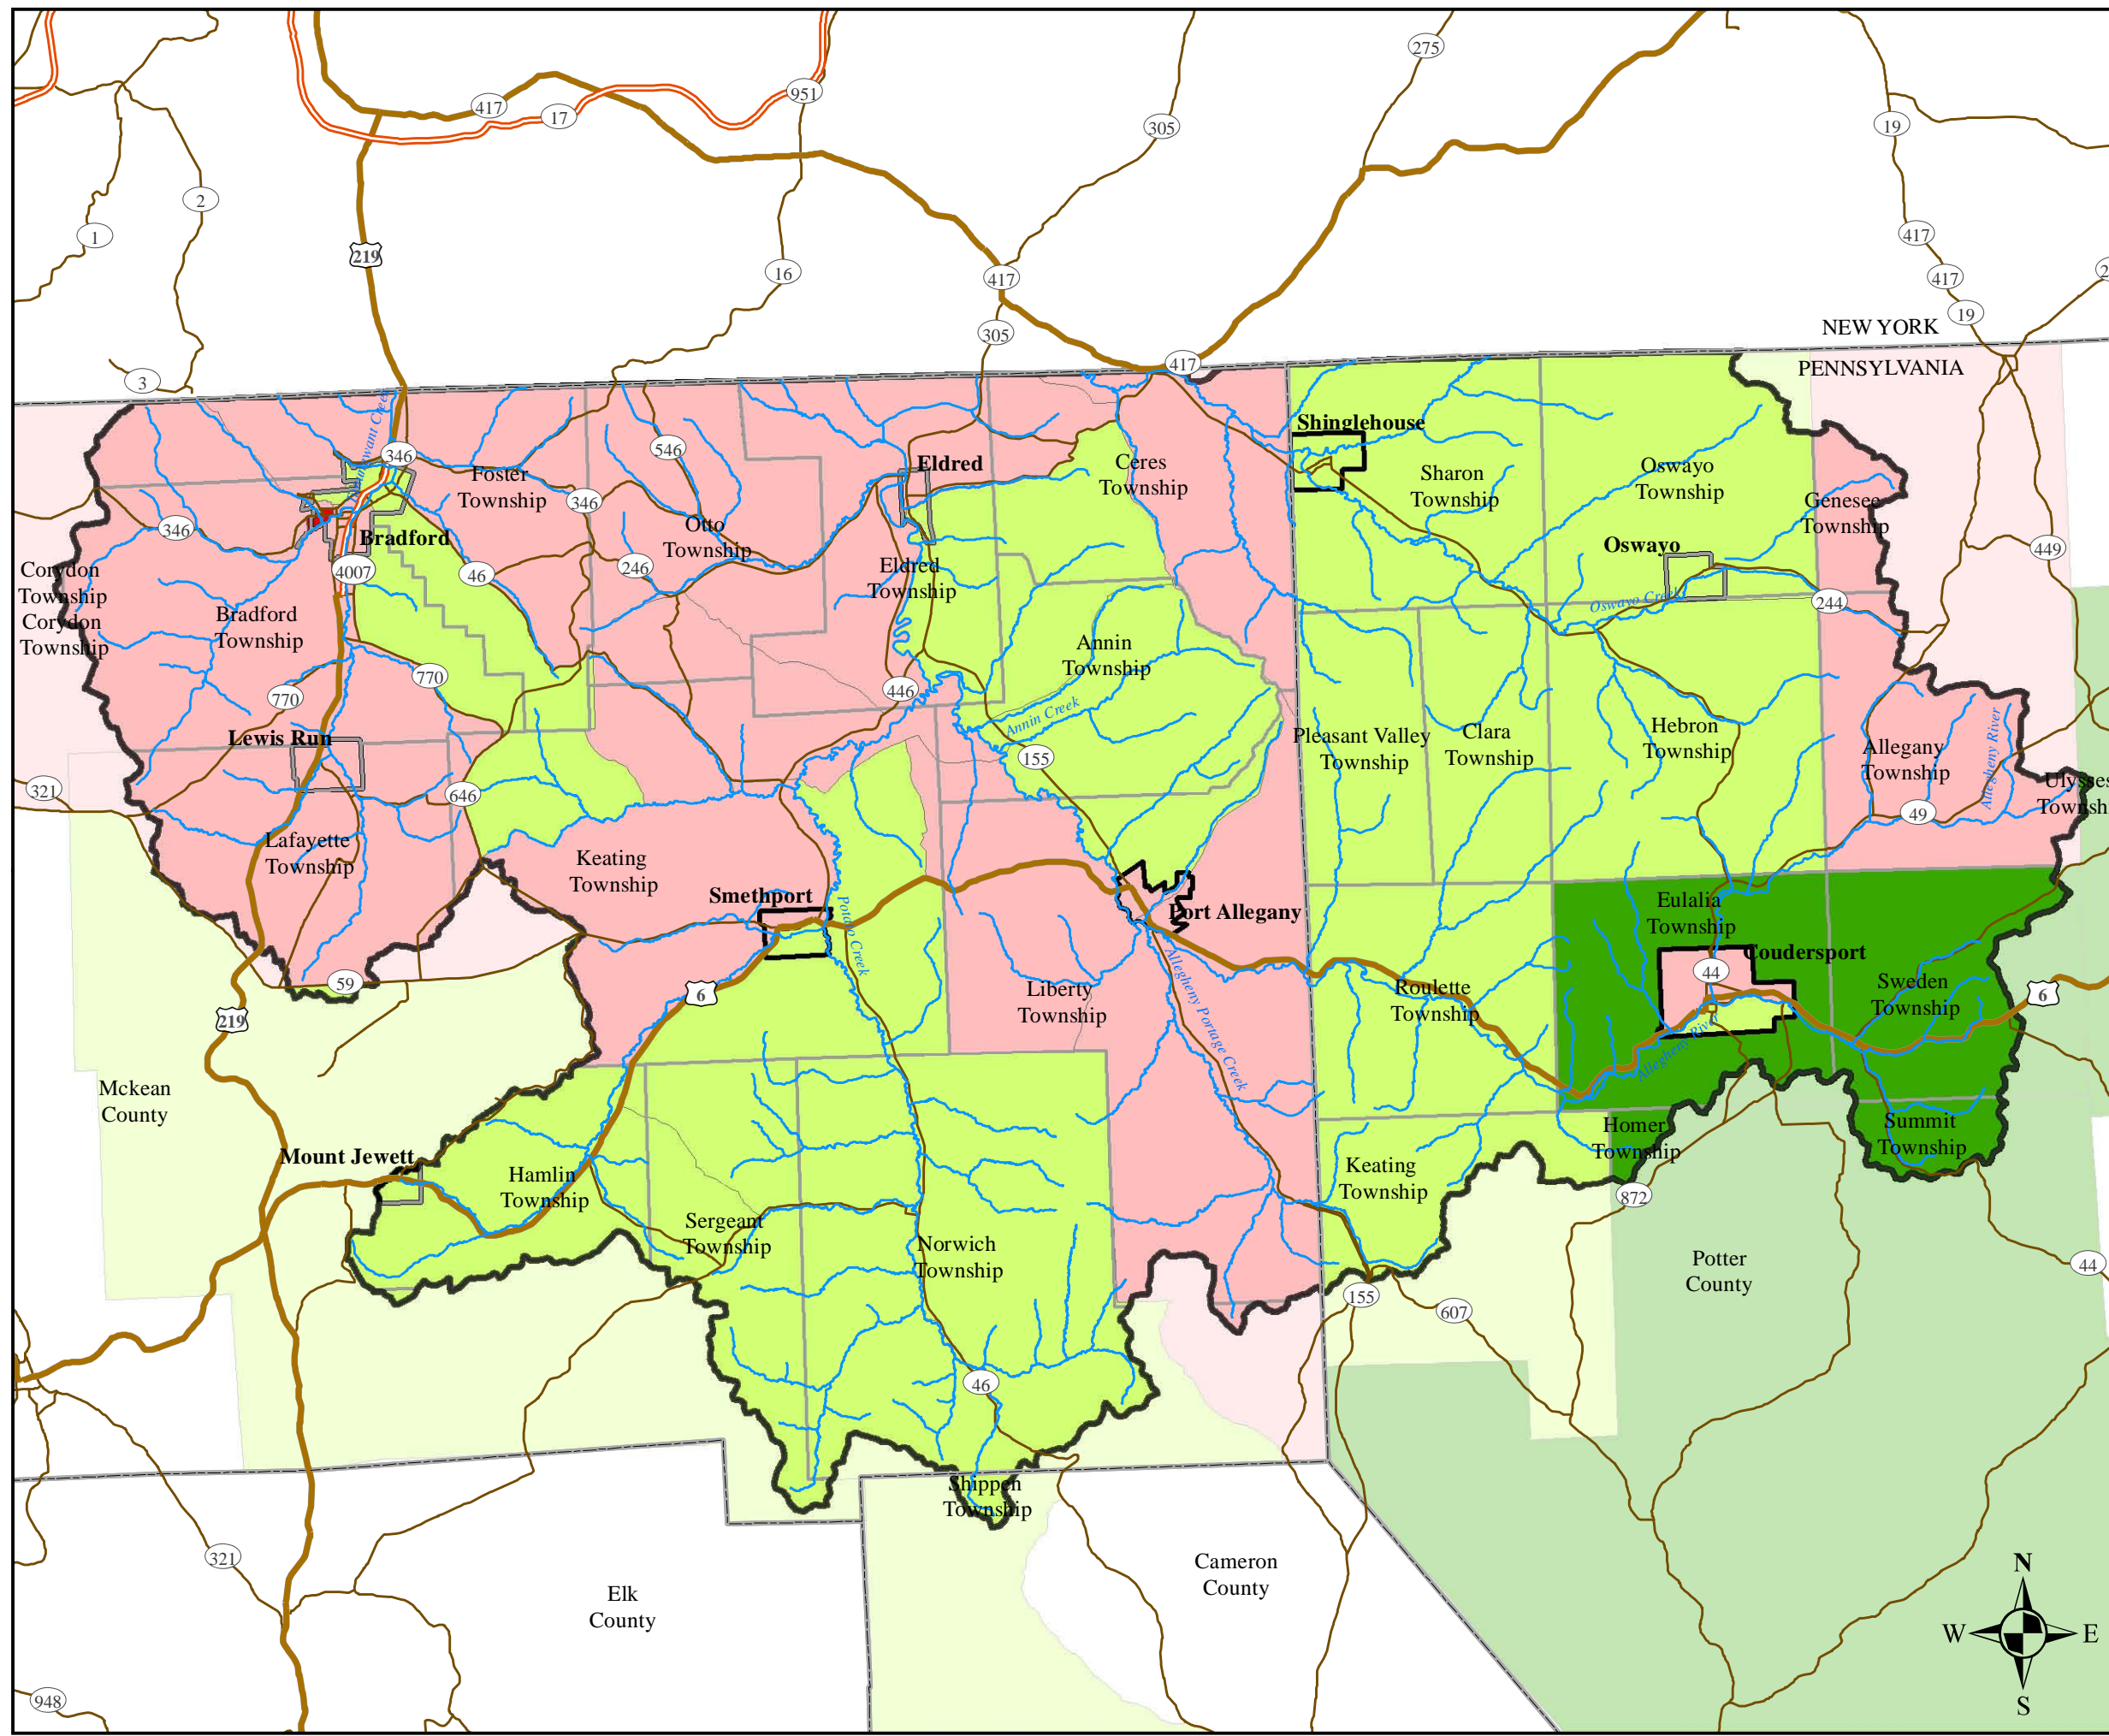 275
951
417
17
305
19
2
1
219
417
417
16
417
19
305
NEW YORK
417
PENNSYLVANIA
3
Shinglehouse
346
546
Eldred
Ceres
Township
Foster
Township
Sharon
Township
Oswayo
Township
Genesee
Township
346
346
Otto
Township
Bradford
Oswayo
449
4007
46
246
Eldred
Township
Corydon
Township
Corydon
Township
Bradford
Township
Oswayo Creek
244
Annin
Township
770
770
446
Annin Creek
Lewis Run
Pleasant Valley
Township
Clara
Township
Hebron
Township
Allegany
Township
Allegheny River
155
321
646
49
Lafayette
Township
Keating
Township
Smethport
Potato Creek
Port Allegany
Eulalia
Township
Coudersport
44
59
6
219
Liberty
Township
Allegheny Portage Creek
Roulette
Township
Sweden
Township
6
Allegheny River
Mckean
County
Homer
Township
Summit
Township
Mount Jewett
Hamlin
Township
Keating
Township
872
Sergeant
Township
Norwich
Township
Potter
County
44
155
607
46
Shippen
Township
321
Elk
County
Cameron
County
N
W
E
S
948